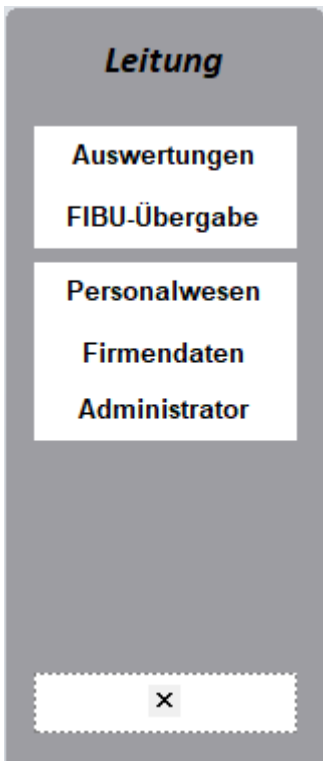 Leitung
Auswertungen
FIBU-Übergabe
Personalwesen
Firmendaten
Administrator